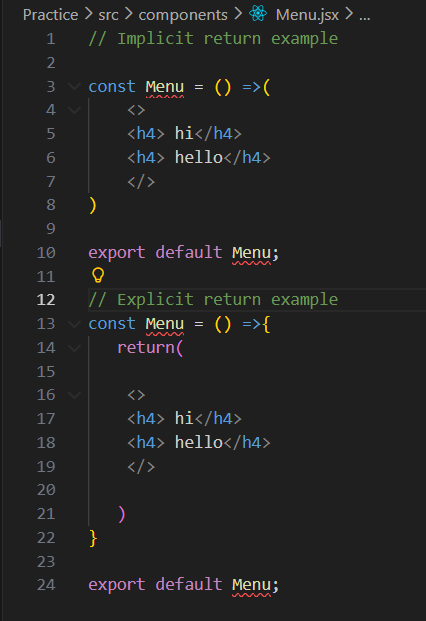 Practice > src > components > Menu.jsx > ...
1 // Implicit return example
2
3 const Menu = () =>(
4     <>
5     <h4> hi</h4>
6     <h4> hello</h4>
7     </>
8 )
9
10 export default Menu;
11
12 // Explicit return example
13 const Menu = () =>{
14    return(
15
16     <>
17     <h4> hi</h4>
18     <h4> hello</h4>
19     </>
20
21    )
22 }
23
24 export default Menu;